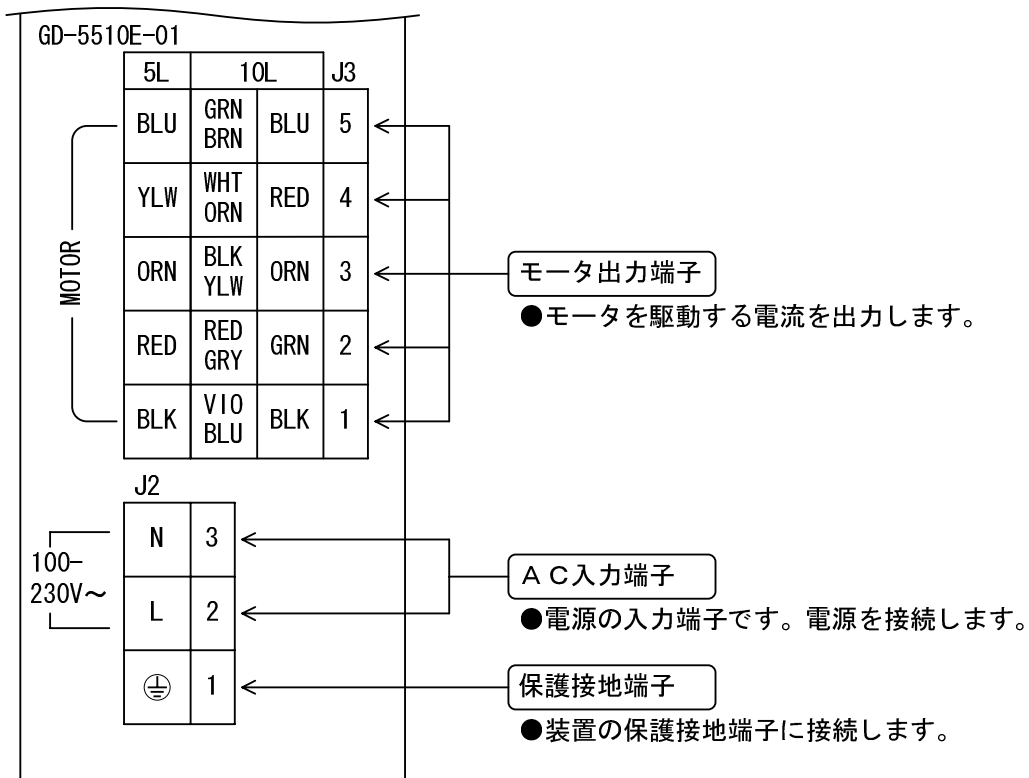 GD-5510E-01
5L 10L J3
BLU GRN BRN BLU 5
YLW WHT ORN RED 4
ORN BLK YLW ORN 3
RED RED GRY GRN 2
BLK VIO BLU BLK 1
MOTOR
モータ出力端子
●モータを駆動する電流を出力します。
J2
N 3
L 2
1
100-
230V～
ＡＣ入力端子
●電源の入力端子です。電源を接続します。
保護接地端子
●装置の保護接地端子に接続します。